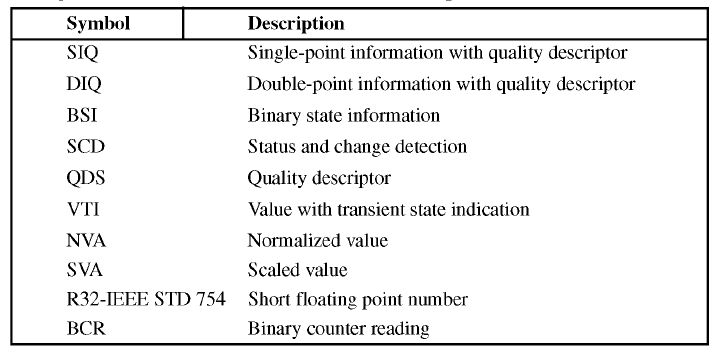 Symbol Description
SIQ Single-point information with quality descriptor
DIQ Double-point information with quality descriptor
BSI Binary state information
SCD Status and change detection
QDS Quality descriptor
VTI Value with transient state indication
NVA Normalized value
SVA Scaled value
R32-IEEE STD 754 Short floating point number
BCR Binary counter reading